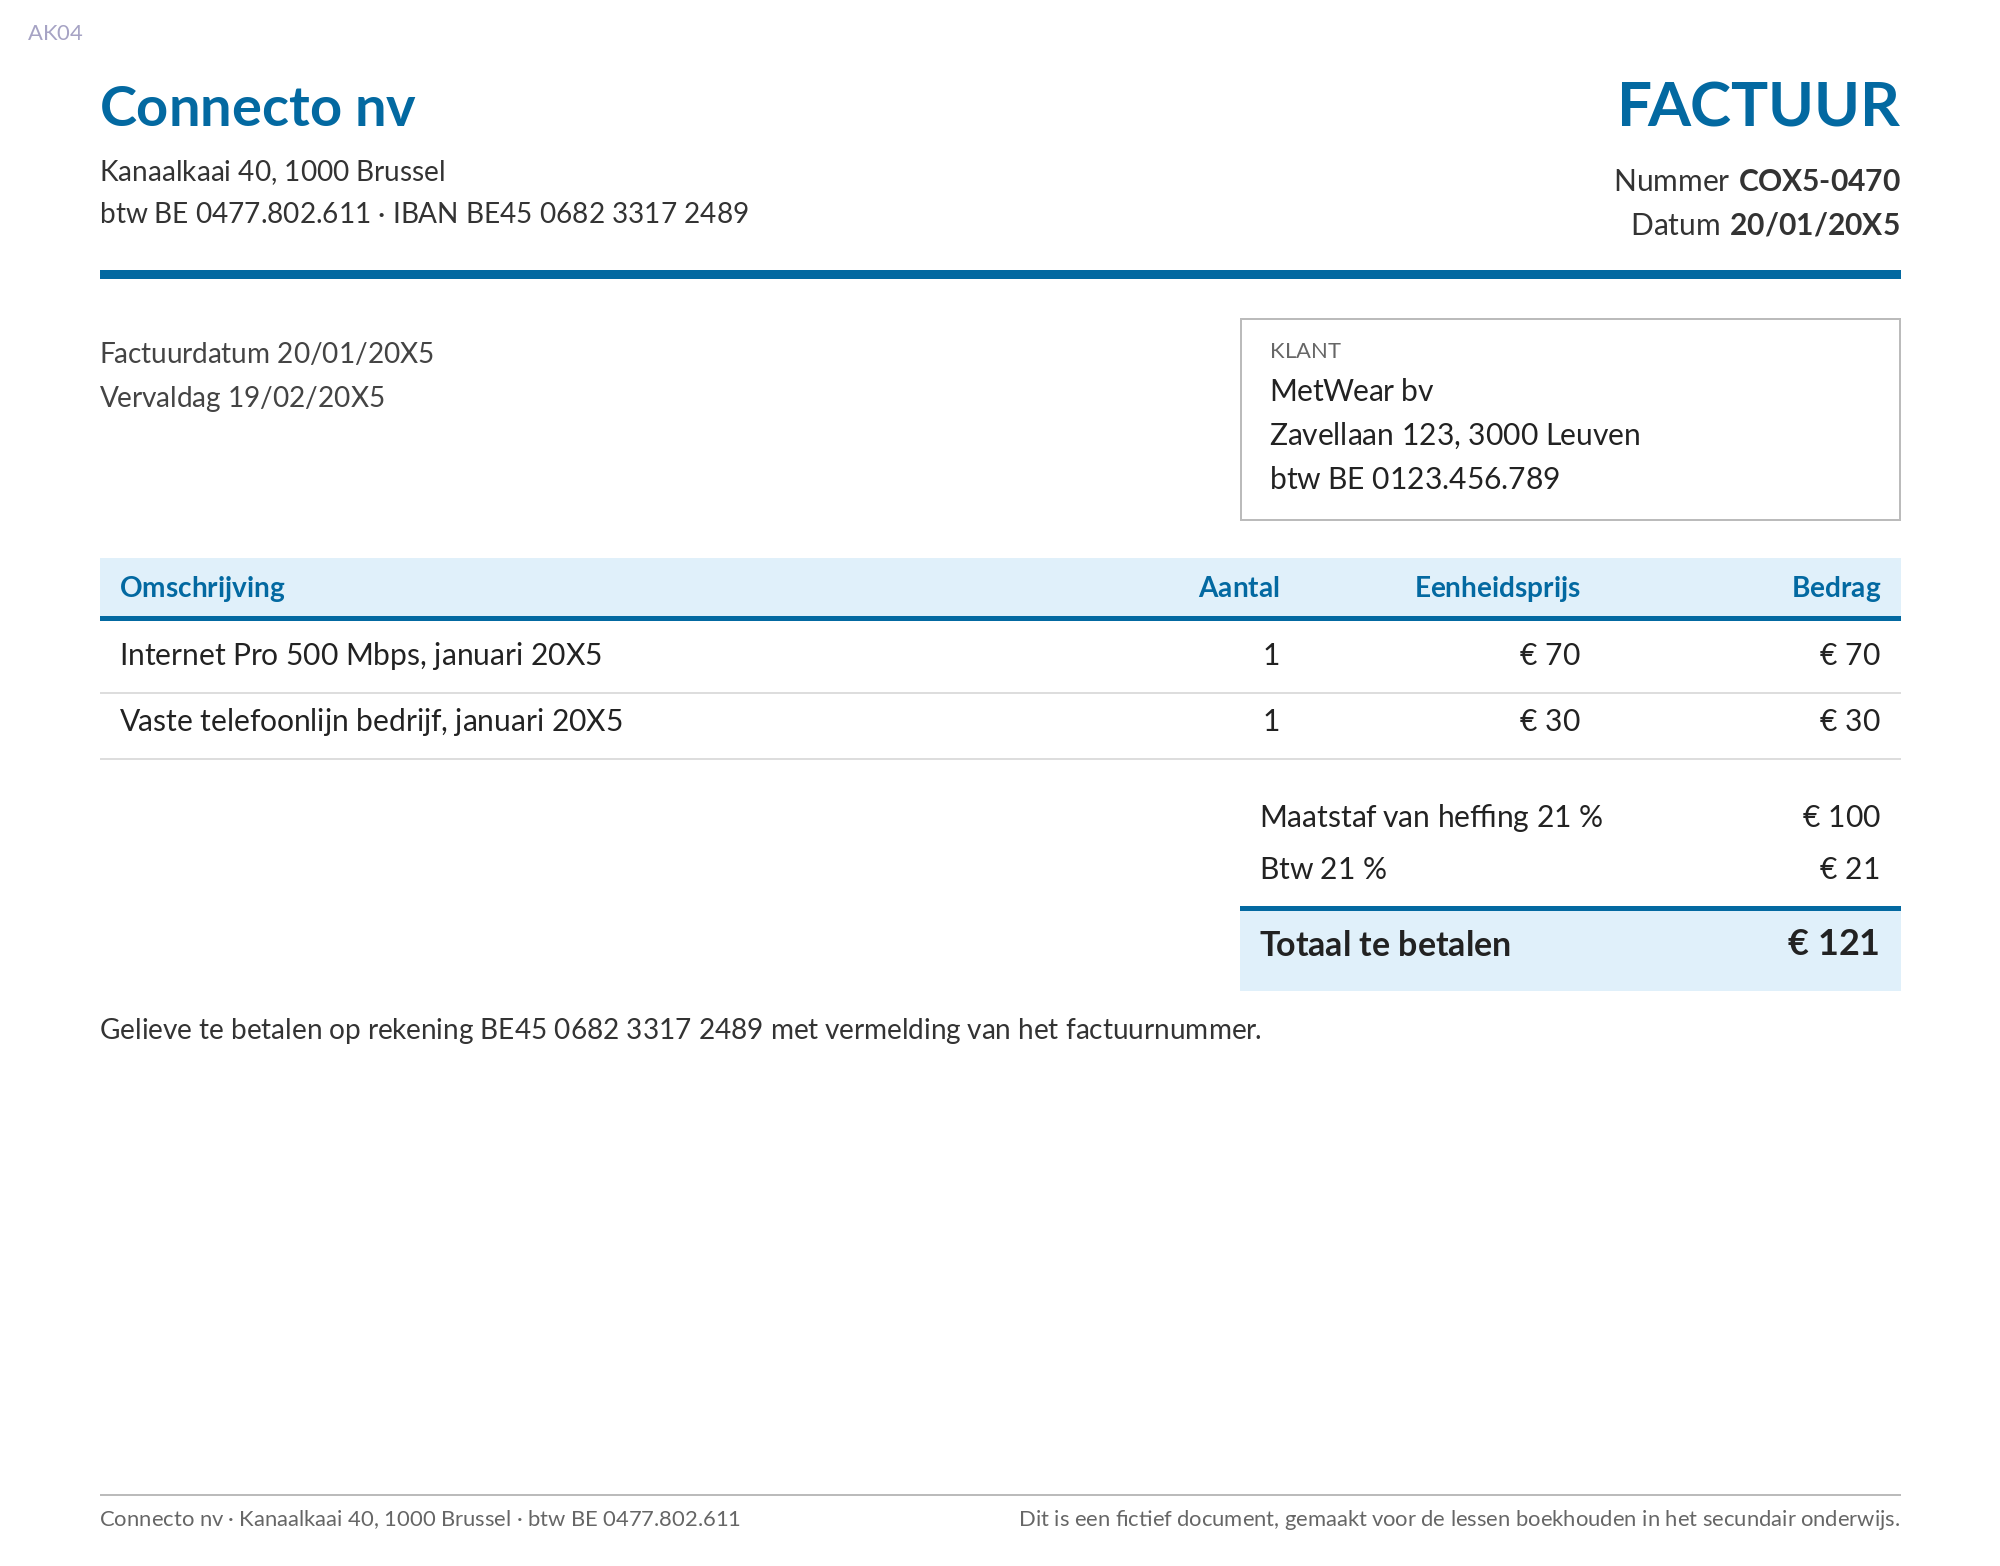 AK04
Connecto nv
Kanaalkaai 40, 1000 Brussel
btw BE 0477.802.611 · IBAN BE45 0682 3317 2489
FACTUUR
Nummer COX5-0470
Datum 20/01/20X5
Factuurdatum 20/01/20X5
Vervaldag 19/02/20X5
KLANT
MetWear bv
Zavellaan 123, 3000 Leuven
btw BE 0123.456.789
Omschrijving Aantal Eenheidsprijs Bedrag
Internet Pro 500 Mbps, januari 20X5 1 € 70 € 70
Vaste telefoonlijn bedrijf, januari 20X5 1 € 30 € 30
Maatstaf van heffing 21 % € 100
Btw 21 % € 21
Totaal te betalen € 121
Gelieve te betalen op rekening BE45 0682 3317 2489 met vermelding van het factuurnummer.
Connecto nv · Kanaalkaai 40, 1000 Brussel · btw BE 0477.802.611
Dit is een fictief document, gemaakt voor de lessen boekhouden in het secundair onderwijs.